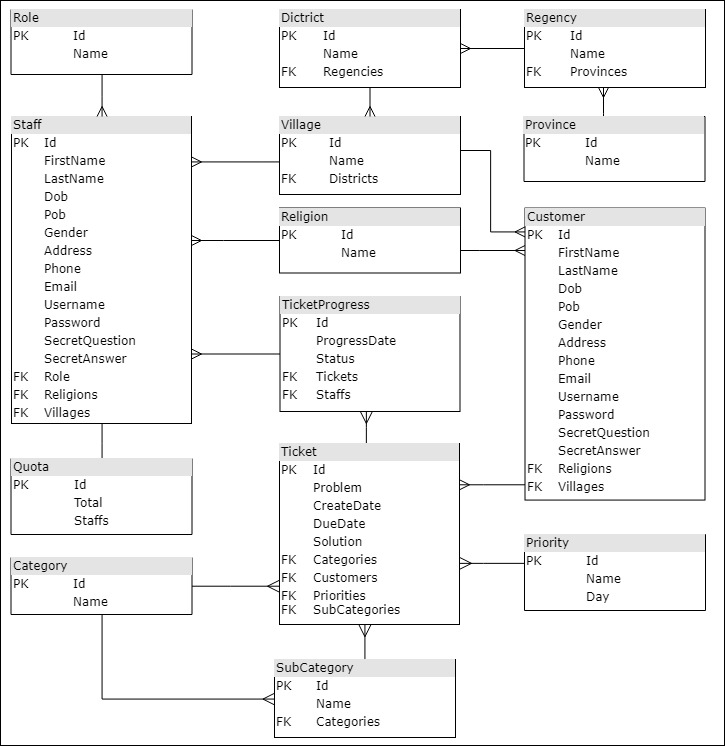 Role
PK Id
Name
Dictrict
PK Id
Name
FK Regencies
Regency
PK Id
Name
FK Provinces
Staff
PK Id
FirstName
LastName
Dob
Pob
Gender
Address
Phone
Email
Username
Password
SecretQuestion
SecretAnswer
FK Role
FK Religions
FK Villages
Village
PK Id
Name
FK Districts
Province
PK Id
Name
Religion
PK Id
Name
Customer
PK Id
FirstName
LastName
Dob
Pob
Gender
Address
Phone
Email
Username
Password
SecretQuestion
SecretAnswer
FK Religions
FK Villages
TicketProgress
PK Id
ProgressDate
Status
FK Tickets
FK Staffs
Quota
PK Id
Total
Staffs
Ticket
PK Id
Problem
CreateDate
DueDate
Solution
FK Categories
FK Customers
FK Priorities
FK SubCategories
Priority
PK Id
Name
Day
Category
PK Id
Name
SubCategory
PK Id
Name
FK Categories